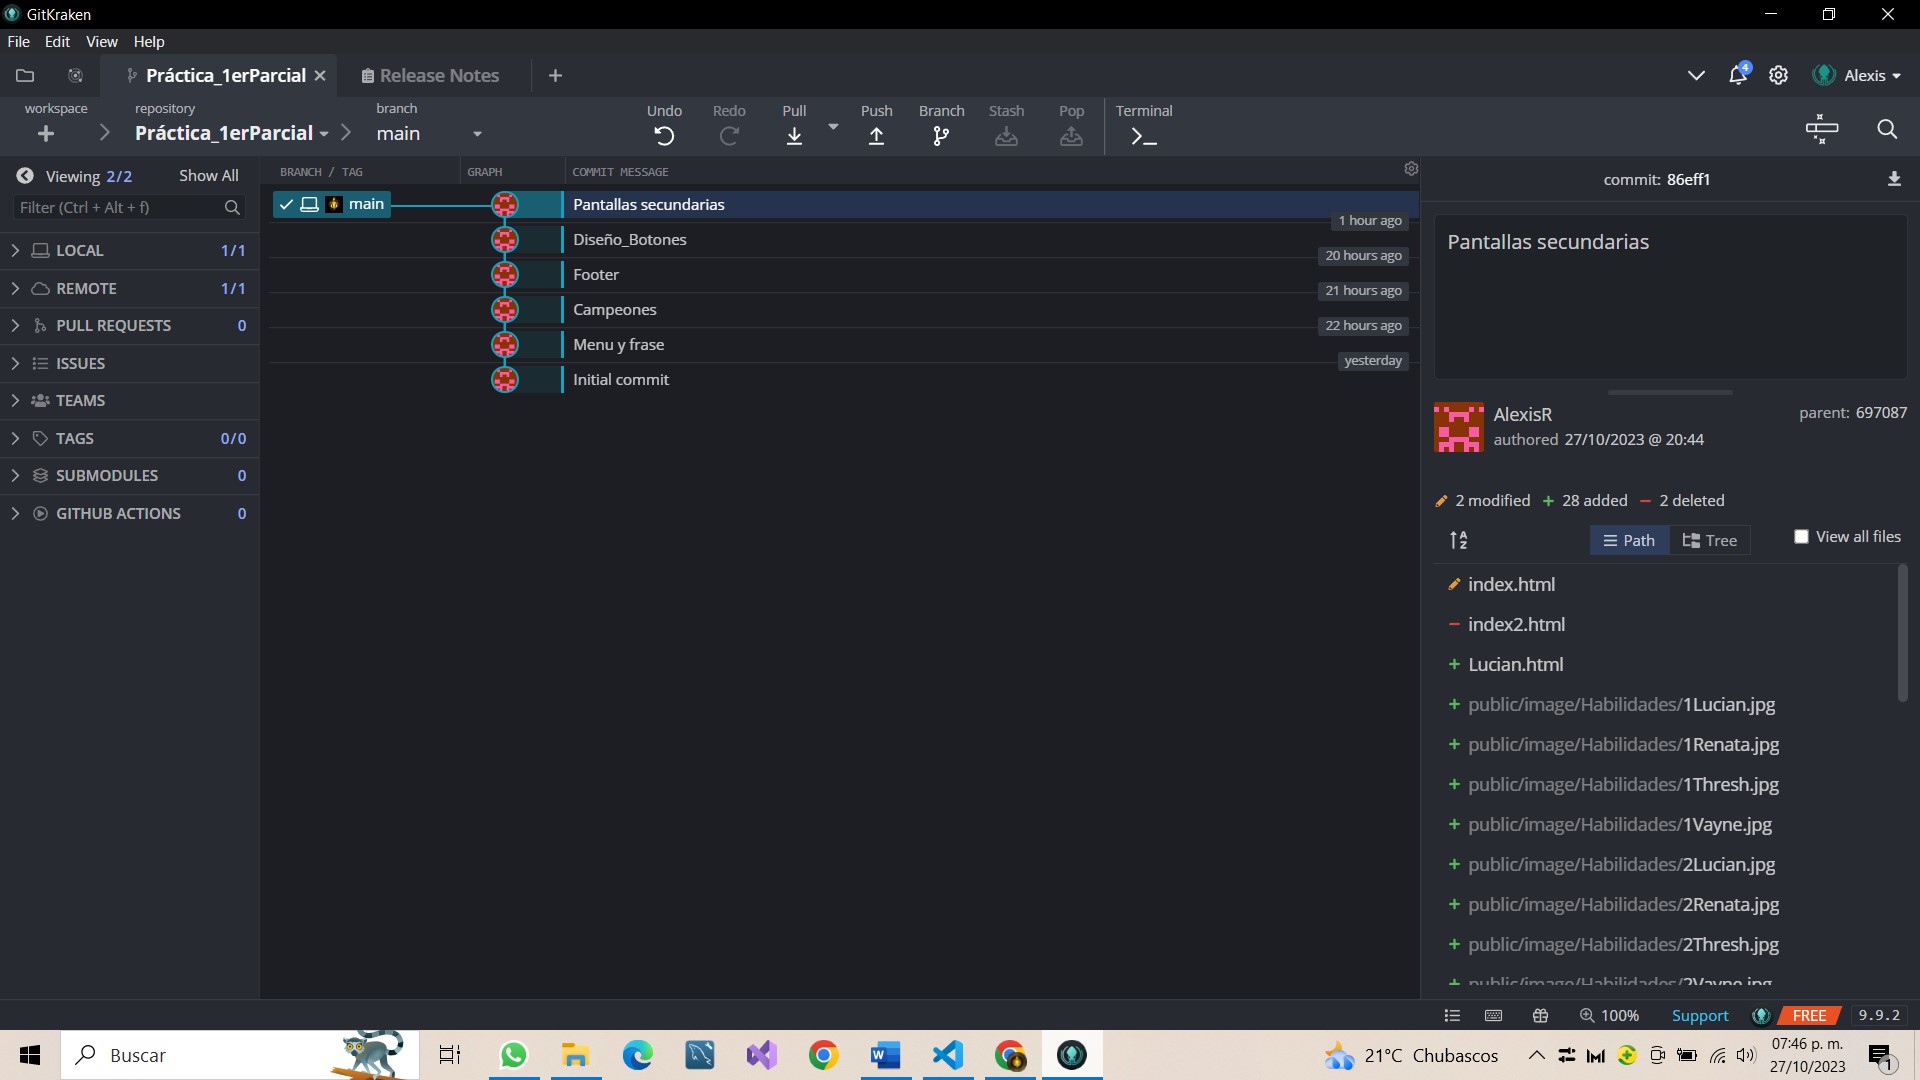 GitKraken
File Edit View Help
Práctica_1erParcial Release Notes
4
Alexis
workspace
repository
Práctica_1erParcial
branch
main
Undo Redo Pull Push Branch Stash Pop Terminal
Viewing 2/2 Show All
Filter (Ctrl + Alt + f)
LOCAL 1/1
REMOTE 1/1
PULL REQUESTS 0
ISSUES
TEAMS
TAGS 0/0
SUBMODULES 0
GITHUB ACTIONS 0
BRANCH / TAG GRAPH COMMIT MESSAGE
main Pantallas secundarias
1 hour ago
Diseño_Botones
20 hours ago
Footer
21 hours ago
Campeones
22 hours ago
Menu y frase
yesterday
Initial commit
commit: 86eff1
Pantallas secundarias
AlexisR
parent: 697087
authored 27/10/2023 @ 20:44
2 modified + 28 added − 2 deleted
Path Tree View all files
index.html
− index2.html
+ Lucian.html
+ public/image/Habilidades/1Lucian.jpg
+ public/image/Habilidades/1Renata.jpg
+ public/image/Habilidades/1Thresh.jpg
+ public/image/Habilidades/1Vayne.jpg
+ public/image/Habilidades/2Lucian.jpg
+ public/image/Habilidades/2Renata.jpg
+ public/image/Habilidades/2Thresh.jpg
+ public/image/Habilidades/2Vayne.jpg
100% Support FREE 9.9.2
Buscar
21°C Chubascos
07:46 p. m.
27/10/2023
1